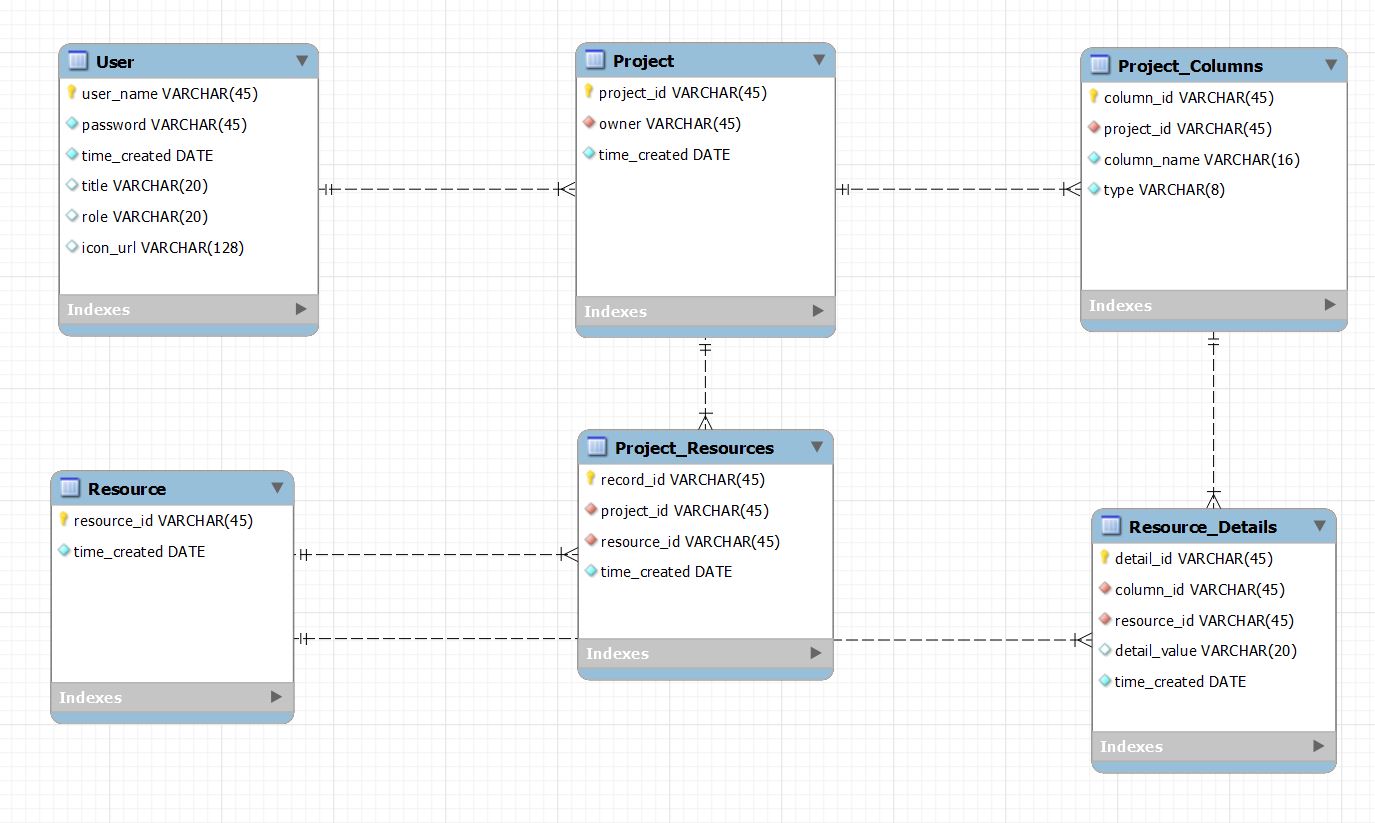 User
user_name VARCHAR(45)
password VARCHAR(45)
time_created DATE
title VARCHAR(20)
role VARCHAR(20)
icon_url VARCHAR(128)
Indexes
Project
project_id VARCHAR(45)
owner VARCHAR(45)
time_created DATE
Indexes
Project_Columns
column_id VARCHAR(45)
project_id VARCHAR(45)
column_name VARCHAR(16)
type VARCHAR(8)
Indexes
Resource
resource_id VARCHAR(45)
time_created DATE
Indexes
Project_Resources
record_id VARCHAR(45)
project_id VARCHAR(45)
resource_id VARCHAR(45)
time_created DATE
Indexes
Resource_Details
detail_id VARCHAR(45)
column_id VARCHAR(45)
resource_id VARCHAR(45)
detail_value VARCHAR(20)
time_created DATE
Indexes